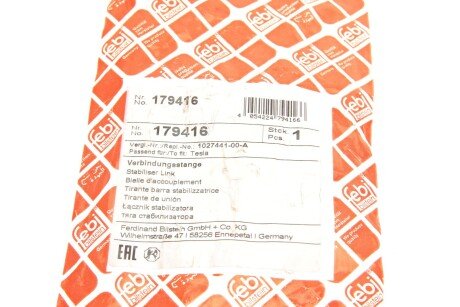 Nr. No. 179416
4 054224 794166
Nr. No. 179416
Stck. Pcs. 1
Vergl.-Nr./Repl.-No.: 1027441-00-A
Passend für/To fit: Tesla
Verbindungsstange
Stabiliser Link
Bielle d'accouplement
Tirante barra stabilizzatrice
Tirante de unión
Łącznik stabilizatora
тяга стабилизатора
Ferdinand Bilstein GmbH + Co. KG
Wilhelmstraße 47 | 58256 Ennepetal | Germany
EAC
febi
bilstein